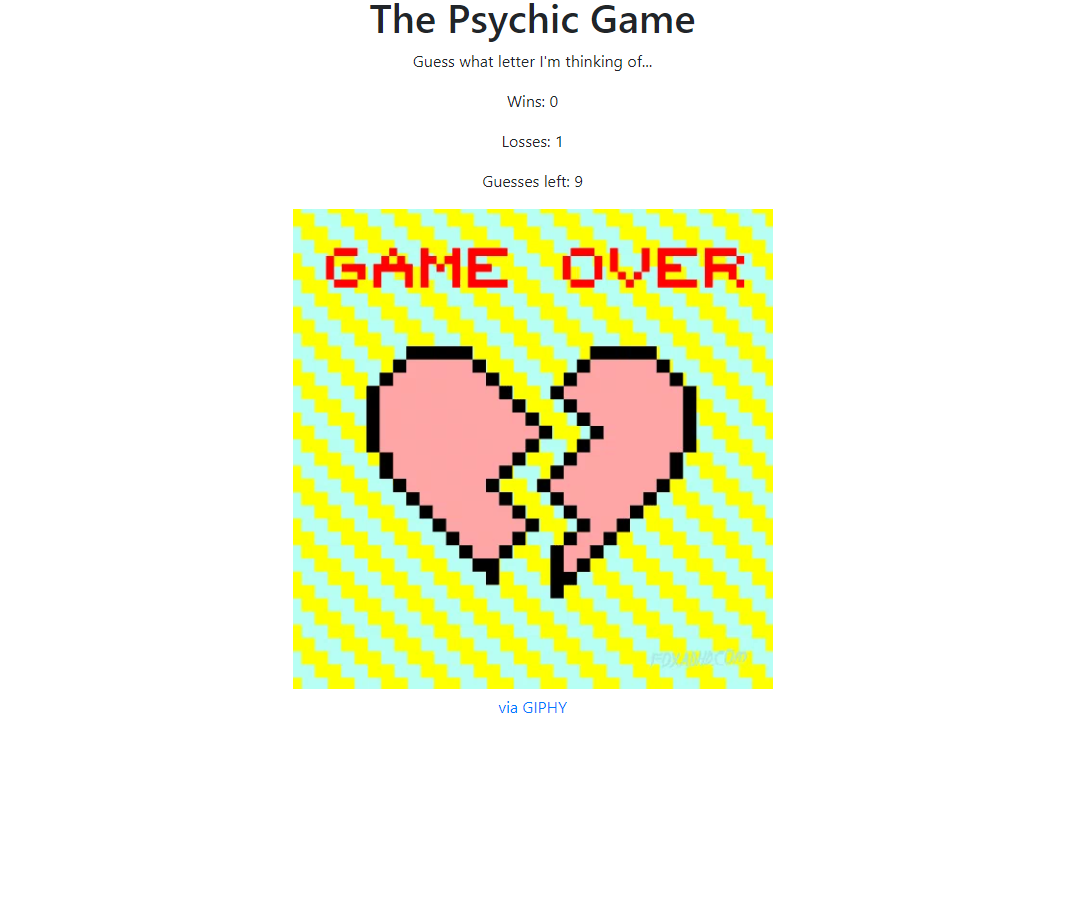 The Psychic Game
Guess what letter I'm thinking of...
Wins: 0
Losses: 1
Guesses left: 9
GAME OVER
via GIPHY